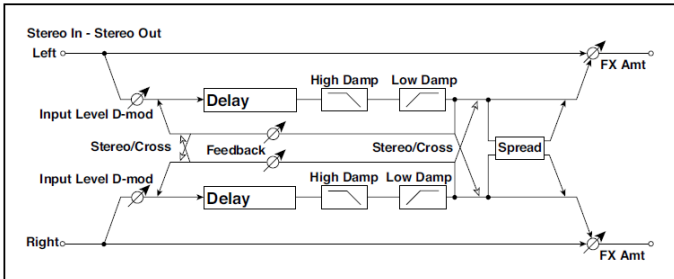 Stereo In - Stereo Out
Left
FX Amt
High Damp Low Damp
Delay
Input Level D-mod
Stereo/Cross Feedback Stereo/Cross
Spread
Input Level D-mod
High Damp Low Damp
Delay
Right
FX Amt